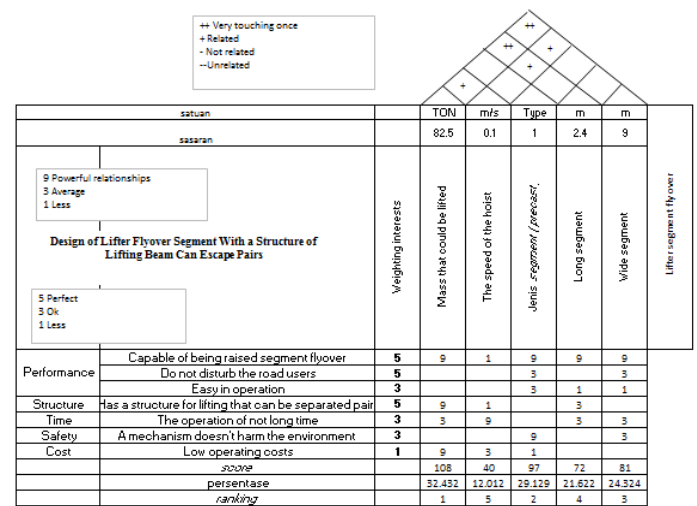 ++ Very touching once
+ Related
- Not related
--Unrelated
++
++ +
+
+
satuan TON m/s Type m m
sasaran 82.5 0.1 1 2.4 9
9 Powerful relationships
3 Average
1 Less
Design of Lifter Flyover Segment With a Structure of
Lifting Beam Can Escape Pairs
5 Perfect
3 Ok
1 Less
Weighting interests
Mass that could be lifted
The speed of the hoist
Jenis segment (precast)
Long segment
Wide segment
Lifter segment flyover
Performance Capable of being raised segment flyover 5 9 1 9 9 9
Do not disturb the road users 5 3 3
Easy in operation 3 3 1 1
Structure Has a structure for lifting that can be separated pair 5 9 1 3
Time The operation of not long time 3 3 9 3 3
Safety A mechanism doesn't harm the environment 3 9 3
Cost Low operating costs 1 9 3 1
score 108 40 97 72 81
persentase 32.432 12.012 29.129 21.622 24.324
ranking 1 5 2 4 3